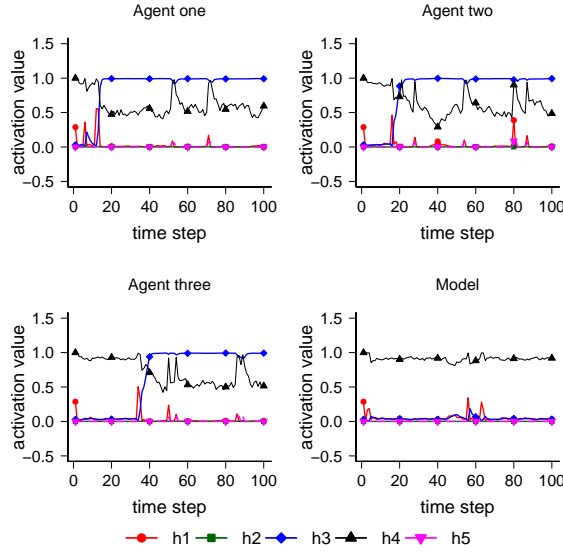 Agent one
Agent two
activation value
1.5
1.0
0.5
0.0
−0.5
0 20 40 60 80 100
time step
activation value
1.5
1.0
0.5
0.0
−0.5
0 20 40 60 80 100
time step
Agent three
Model
activation value
1.5
1.0
0.5
0.0
−0.5
0 20 40 60 80 100
time step
activation value
1.5
1.0
0.5
0.0
−0.5
0 20 40 60 80 100
time step
h1 h2 h3 h4 h5